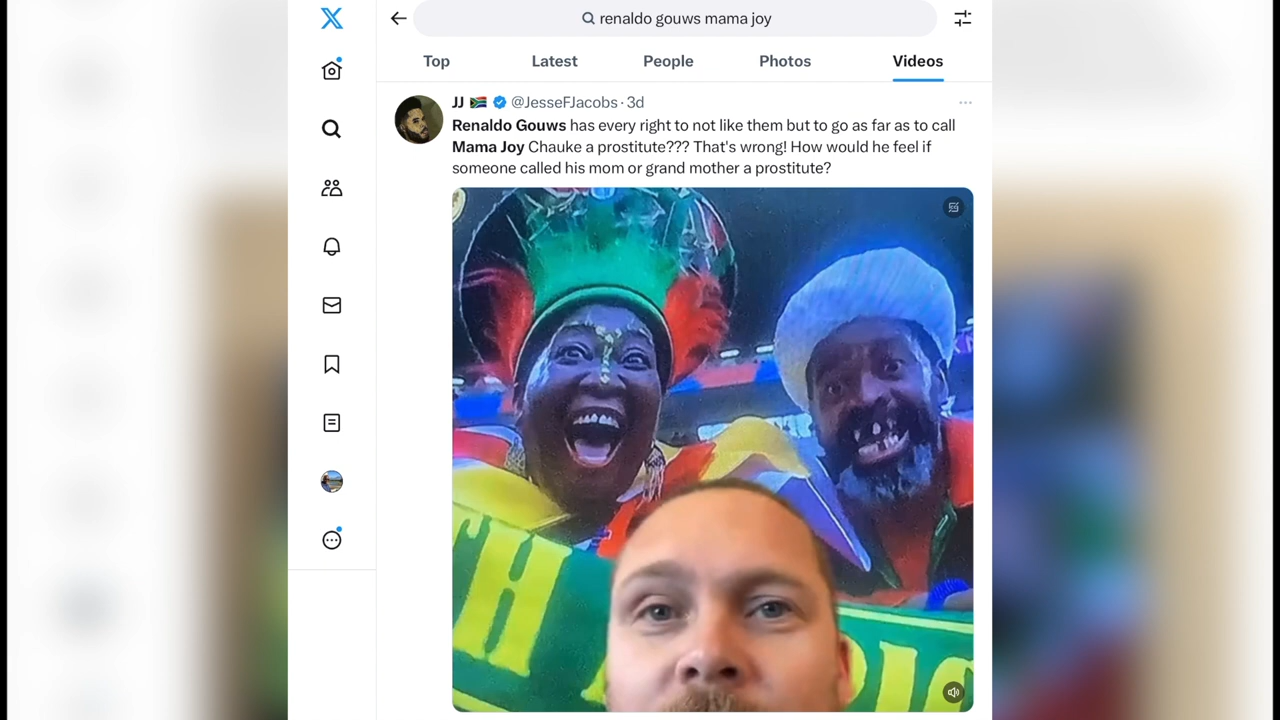 renaldo gouws mama joy
Top Latest People Photos Videos
JJ 🇿🇦 @JesseFJacobs · 3d
Renaldo Gouws has every right to not like them but to go as far as to call
Mama Joy Chauke a prostitute??? That's wrong! How would he feel if
someone called his mom or grand mother a prostitute?
TH